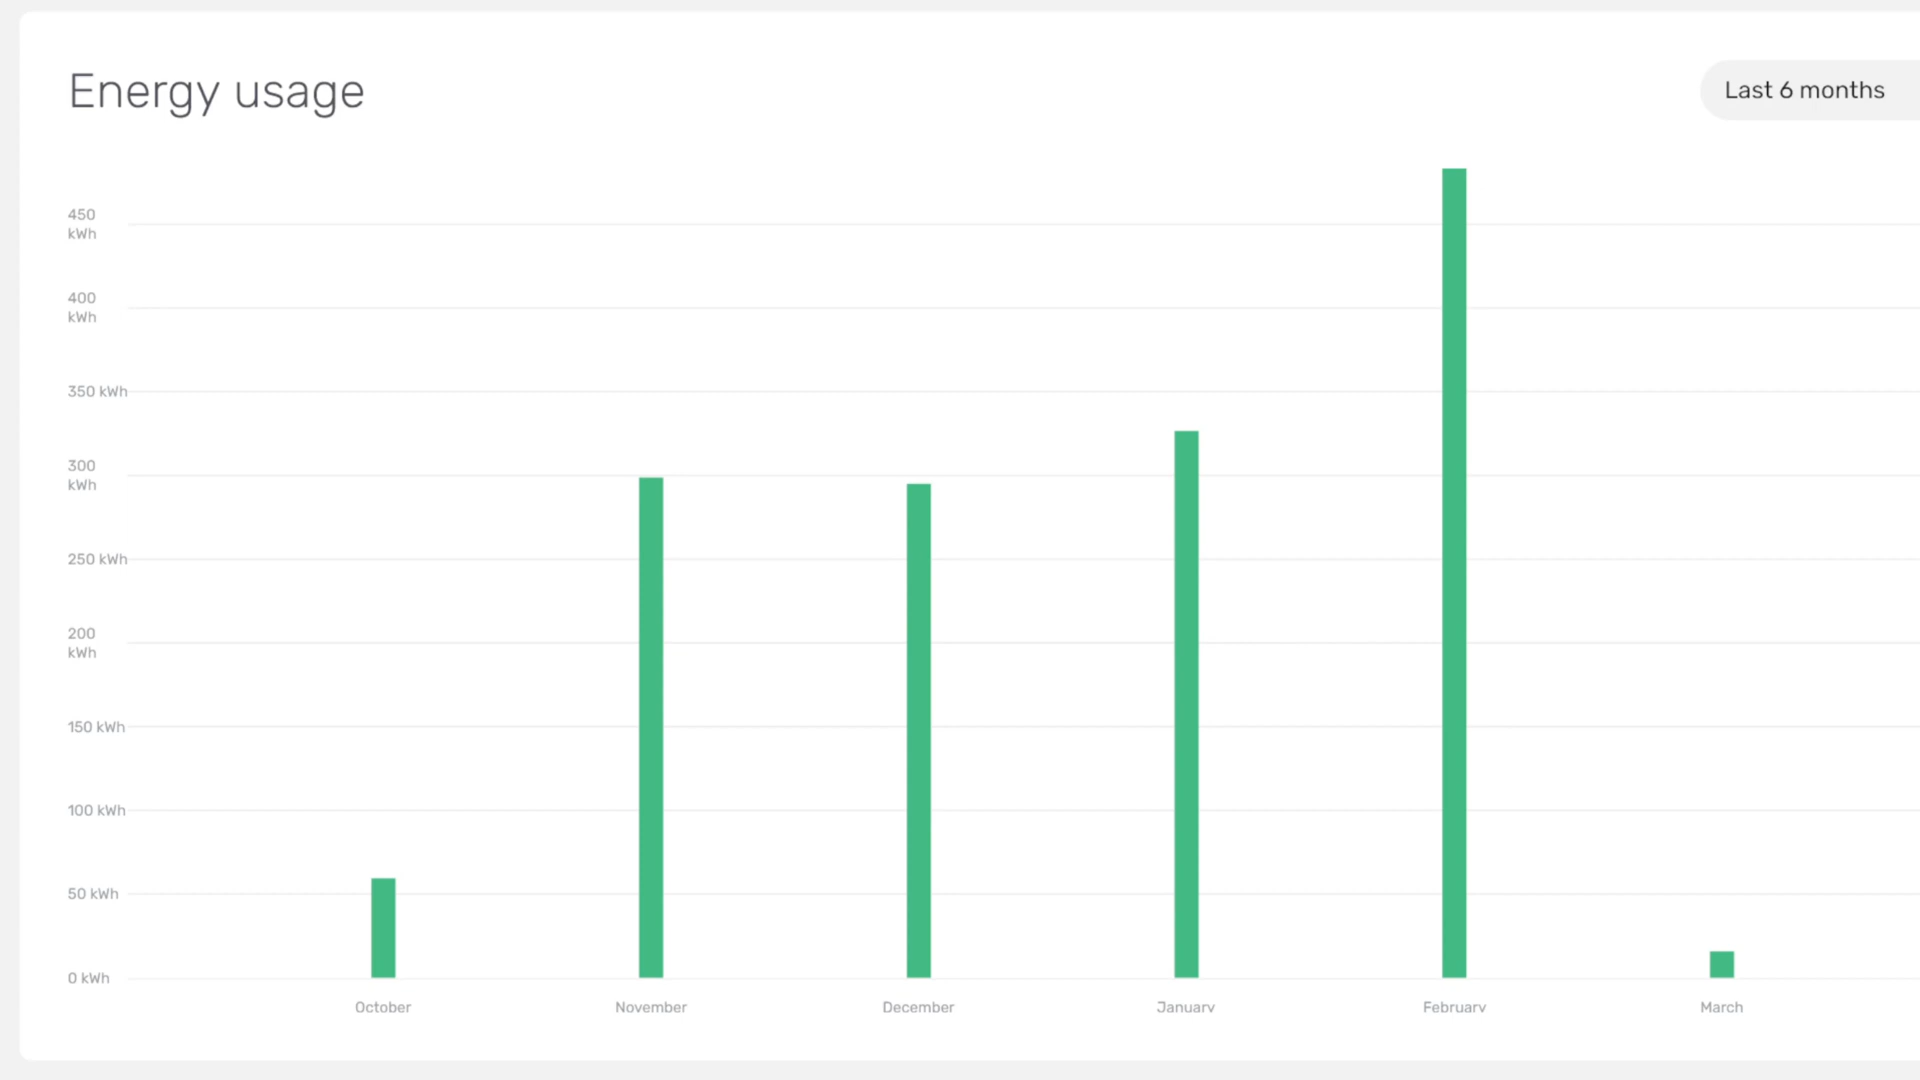 Energy usage
Last 6 months
450
kWh
400
kWh
350 kWh
300
kWh
250 kWh
200
kWh
150 kWh
100 kWh
50 kWh
0 kWh
October
November
December
January
February
March